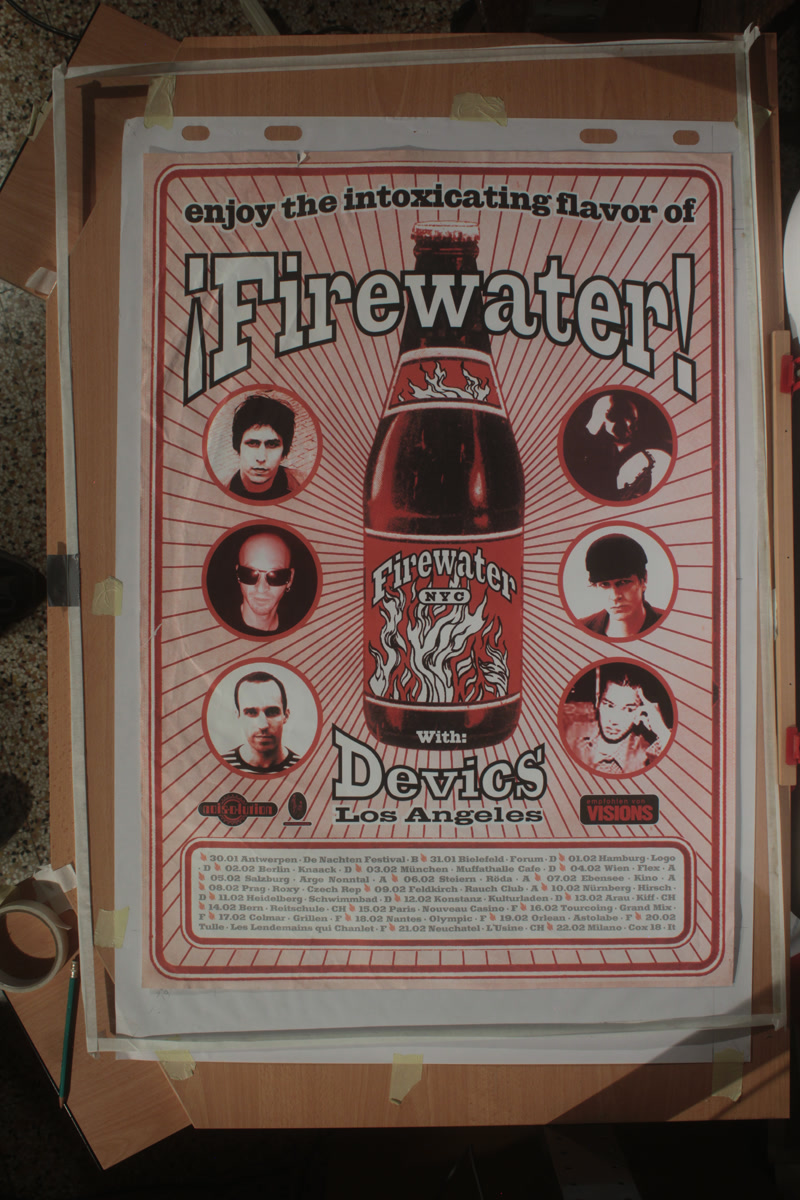 enjoy the intoxicating flavor of
¡Firewater!
Firewater
NYC
With:
Devics
Los Angeles
empfohlen von
VISIONS
30.01 Antwerpen · De Nachten Festival · B 31.01 Bielefeld · Forum · D 01.02 Hamburg · Logo
· D 02.02 Berlin · Knaack · D 03.02 München · Muffathalle Cafe · D 04.02 Wien · Flex · A
05.02 Salzburg · Arge Nonntal · A 06.02 Steiern · Röda · A 07.02 Ebensee · Kino · A
08.02 Prag · Roxy · Czech Rep 09.02 Feldkirch · Rauch Club · A 10.02 Nürnberg · Hirsch ·
D 11.02 Heidelberg · Schwimmbad · D 12.02 Konstanz · Kulturladen · D 13.02 Arau · Kiff · CH
14.02 Bern · Reitschule · CH 15.02 Paris · Nouveau Casino · F 16.02 Tourcoing · Grand Mix ·
F 17.02 Colmar · Grillen · F 18.02 Nantes · Olympic · F 19.02 Orlean · Astolabe · F 20.02
Tulle · Les Lendemains qui Chanlet · F 21.02 Neuchatel · L'Usine · CH 22.02 Milano · Cox 18 · It